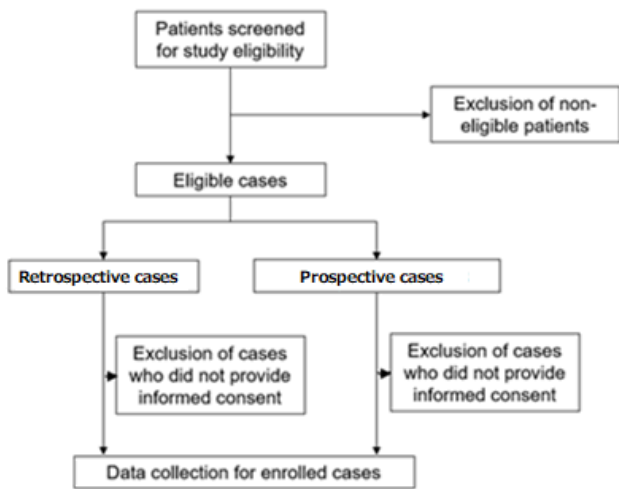 Patients screened
for study eligibility
Exclusion of non-
eligible patients
Eligible cases
Retrospective cases
Prospective cases
Exclusion of cases
who did not provide
informed consent
Exclusion of cases
who did not provide
informed consent
Data collection for enrolled cases